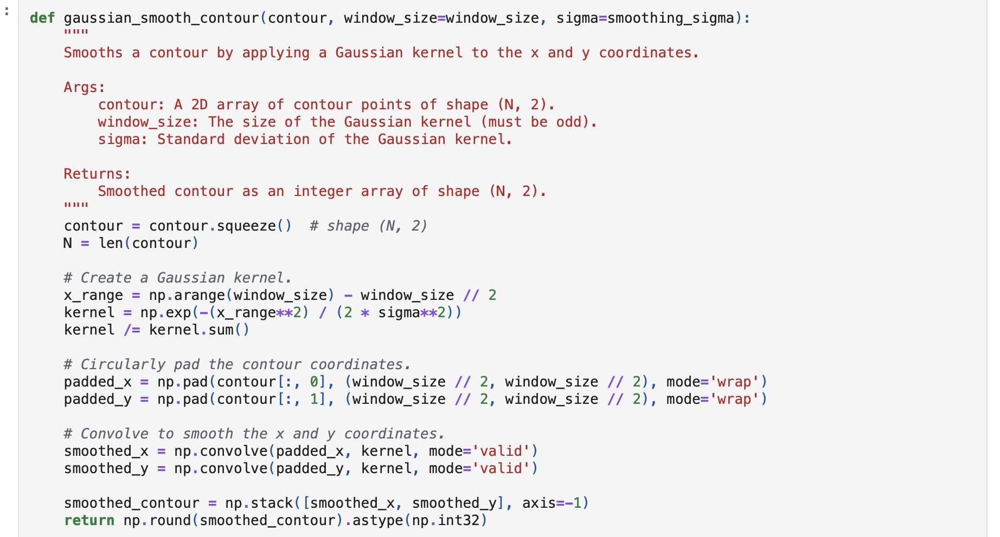 :
def gaussian_smooth_contour(contour, window_size=window_size, sigma=smoothing_sigma):
    """
    Smooths a contour by applying a Gaussian kernel to the x and y coordinates.

    Args:
        contour: A 2D array of contour points of shape (N, 2).
        window_size: The size of the Gaussian kernel (must be odd).
        sigma: Standard deviation of the Gaussian kernel.

    Returns:
        Smoothed contour as an integer array of shape (N, 2).
    """
    contour = contour.squeeze()  # shape (N, 2)
    N = len(contour)

    # Create a Gaussian kernel.
    x_range = np.arange(window_size) - window_size // 2
    kernel = np.exp(-(x_range**2) / (2 * sigma**2))
    kernel /= kernel.sum()

    # Circularly pad the contour coordinates.
    padded_x = np.pad(contour[:, 0], (window_size // 2, window_size // 2), mode='wrap')
    padded_y = np.pad(contour[:, 1], (window_size // 2, window_size // 2), mode='wrap')

    # Convolve to smooth the x and y coordinates.
    smoothed_x = np.convolve(padded_x, kernel, mode='valid')
    smoothed_y = np.convolve(padded_y, kernel, mode='valid')

    smoothed_contour = np.stack([smoothed_x, smoothed_y], axis=-1)
    return np.round(smoothed_contour).astype(np.int32)